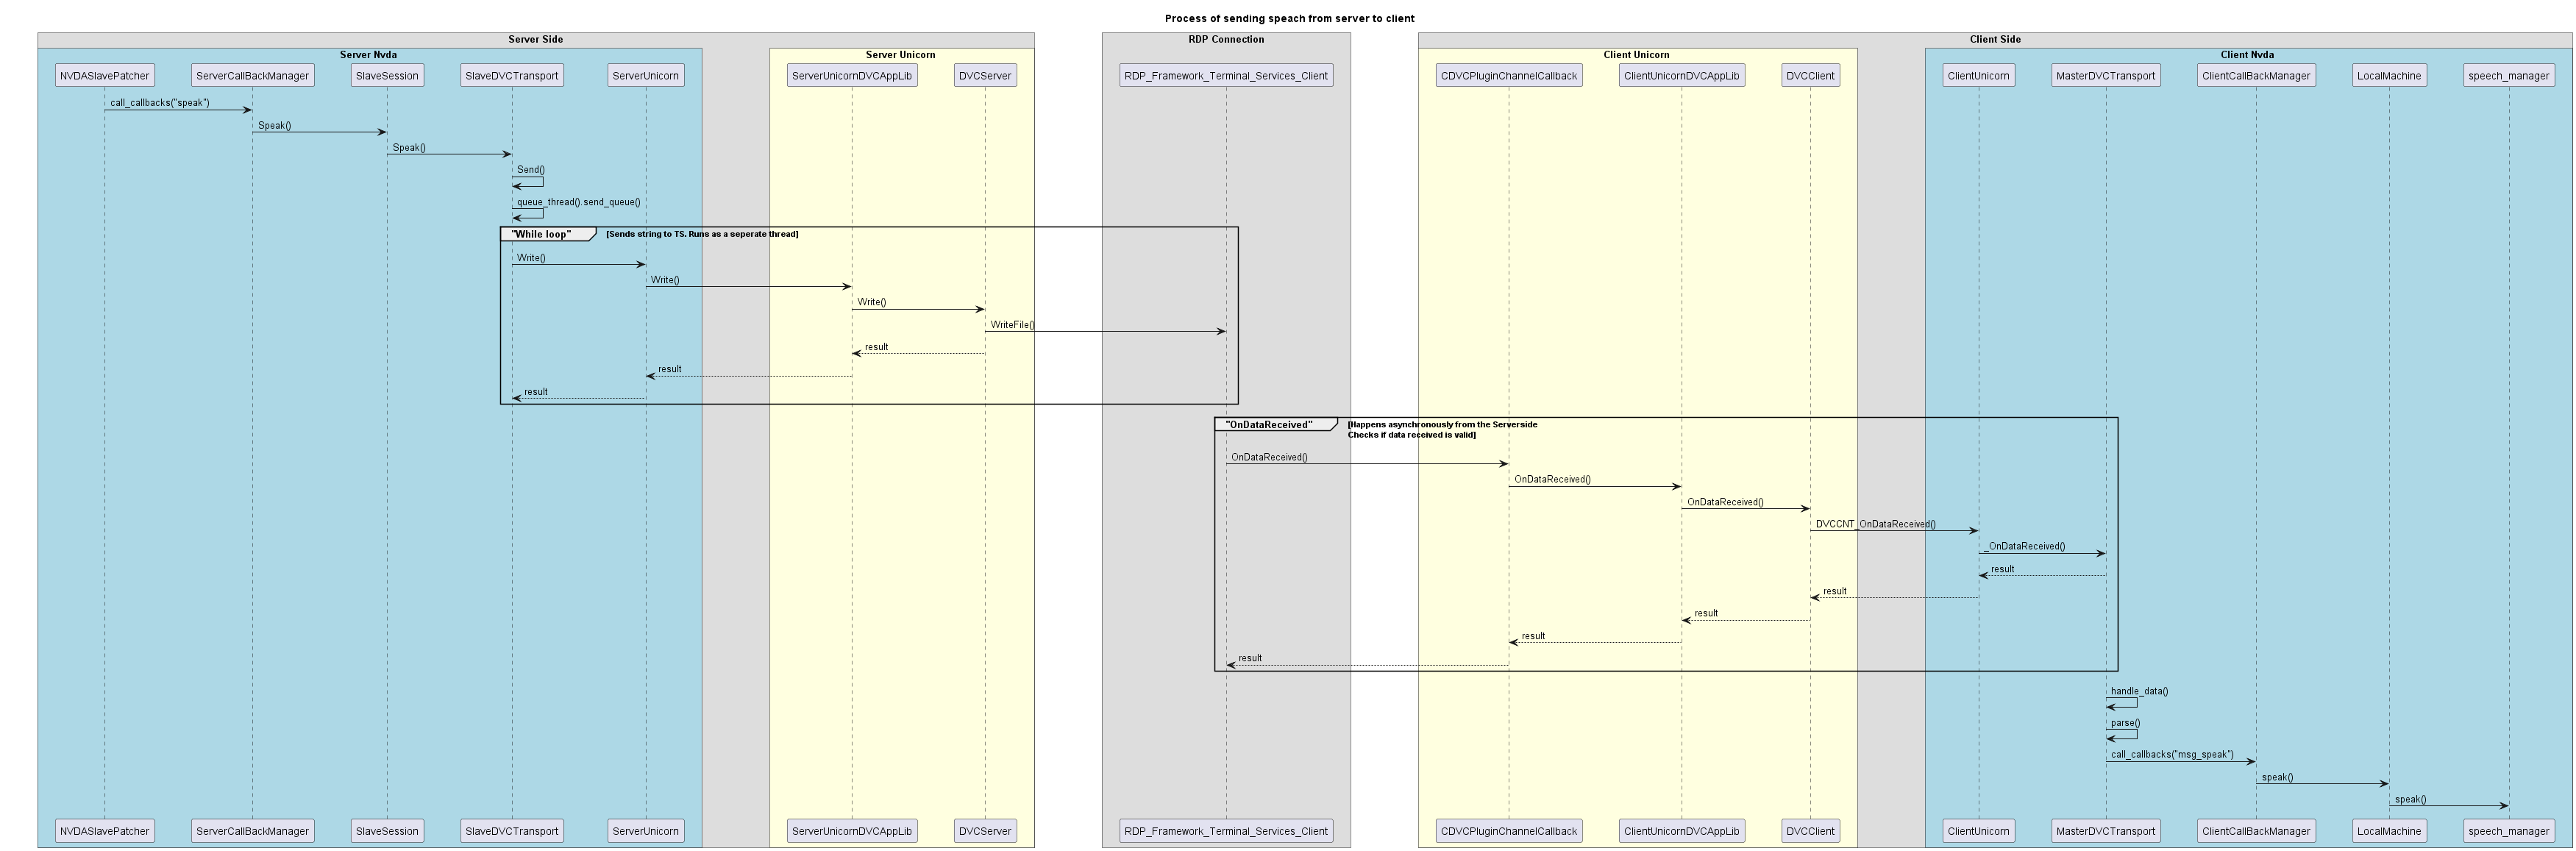 Process of sending speach from server to client
Server Side
RDP Connection
Client Side
Server Nvda
Server Unicorn
Client Unicorn
Client Nvda
NVDASlavePatcher
ServerCallBackManager
SlaveSession
SlaveDVCTransport
ServerUnicorn
ServerUnicornDVCAppLib
DVCServer
RDP_Framework_Terminal_Services_Client
CDVCPluginChannelCallback
ClientUnicornDVCAppLib
DVCClient
ClientUnicorn
MasterDVCTransport
ClientCallBackManager
LocalMachine
speech_manager
call_callbacks("speak")
Speak()
Speak()
Send()
queue_thread().send_queue()
"While loop"
[Sends string to TS. Runs as a seperate thread]
Write()
Write()
Write()
WriteFile()
result
result
result
"OnDataReceived"
[Happens asynchronously from the Serverside
Checks if data received is valid]
OnDataReceived()
OnDataReceived()
OnDataReceived()
DVCCNT_OnDataReceived()
_OnDataReceived()
result
result
result
result
result
handle_data()
parse()
call_callbacks("msg_speak")
speak()
speak()
NVDASlavePatcher
ServerCallBackManager
SlaveSession
SlaveDVCTransport
ServerUnicorn
ServerUnicornDVCAppLib
DVCServer
RDP_Framework_Terminal_Services_Client
CDVCPluginChannelCallback
ClientUnicornDVCAppLib
DVCClient
ClientUnicorn
MasterDVCTransport
ClientCallBackManager
LocalMachine
speech_manager